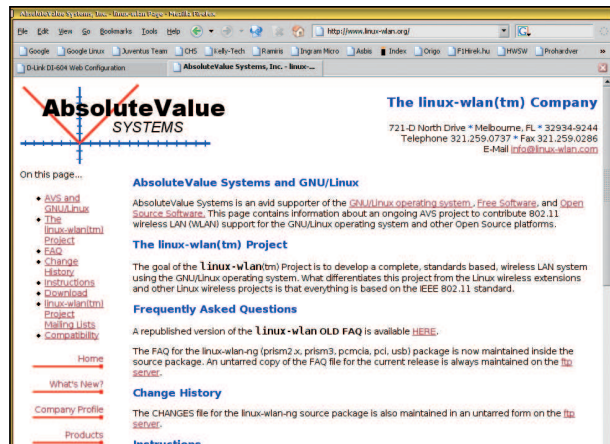 AbsoluteValue Systems, Inc. - linux-wlan Page - Mozilla Firefox
File Edit View Go Bookmarks Tools Help http://www.linux-wlan.org/
Google Google Linux Juventus Team CHS Kelly-Tech Ramiris Ingram Micro Asbis Index Origo F1Hirek.hu HWSW Prohardver »
D-Link DI-604 Web Configuration AbsoluteValue Systems, Inc. - linux-...
AbsoluteValue
SYSTEMS
The linux-wlan(tm) Company
721-D North Drive * Melbourne, FL * 32934-9244
Telephone 321.259.0737 * Fax 321.259.0286
E-Mail info@linux-wlan.com
On this page...
AVS and
GNU/Linux
The
linux-wlan(tm)
Project
FAQ
Change
History
Instructions
Download
linux-wlan(tm)
Project
Mailing Lists
Compatibility
Home
What's New?
Company Profile
Products
AbsoluteValue Systems and GNU/Linux
AbsoluteValue Systems is an avid supporter of the GNU/Linux operating system , Free Software, and Open
Source Software. This page contains information about an ongoing AVS project to contribute 802.11
wireless LAN (WLAN) support for the GNU/Linux operating system and other Open Source platforms.
The linux-wlan(tm) Project
The goal of the linux-wlan(tm) Project is to develop a complete, standards based, wireless LAN system
using the GNU/Linux operating system. What differentiates this project from the Linux wireless extensions
and other Linux wireless projects is that everything is based on the IEEE 802.11 standard.
Frequently Asked Questions
A republished version of the linux-wlan OLD FAQ is available HERE.
The FAQ for the linux-wlan-ng (prism2.x, prism3, pcmcia, pci, usb) package is now maintained inside the
source package. An untarred copy of the FAQ file for the current release is always maintained on the ftp
server.
Change History
The CHANGES file for the linux-wlan-ng source package is also maintained in an untarred form on the ftp
server.
Instructions